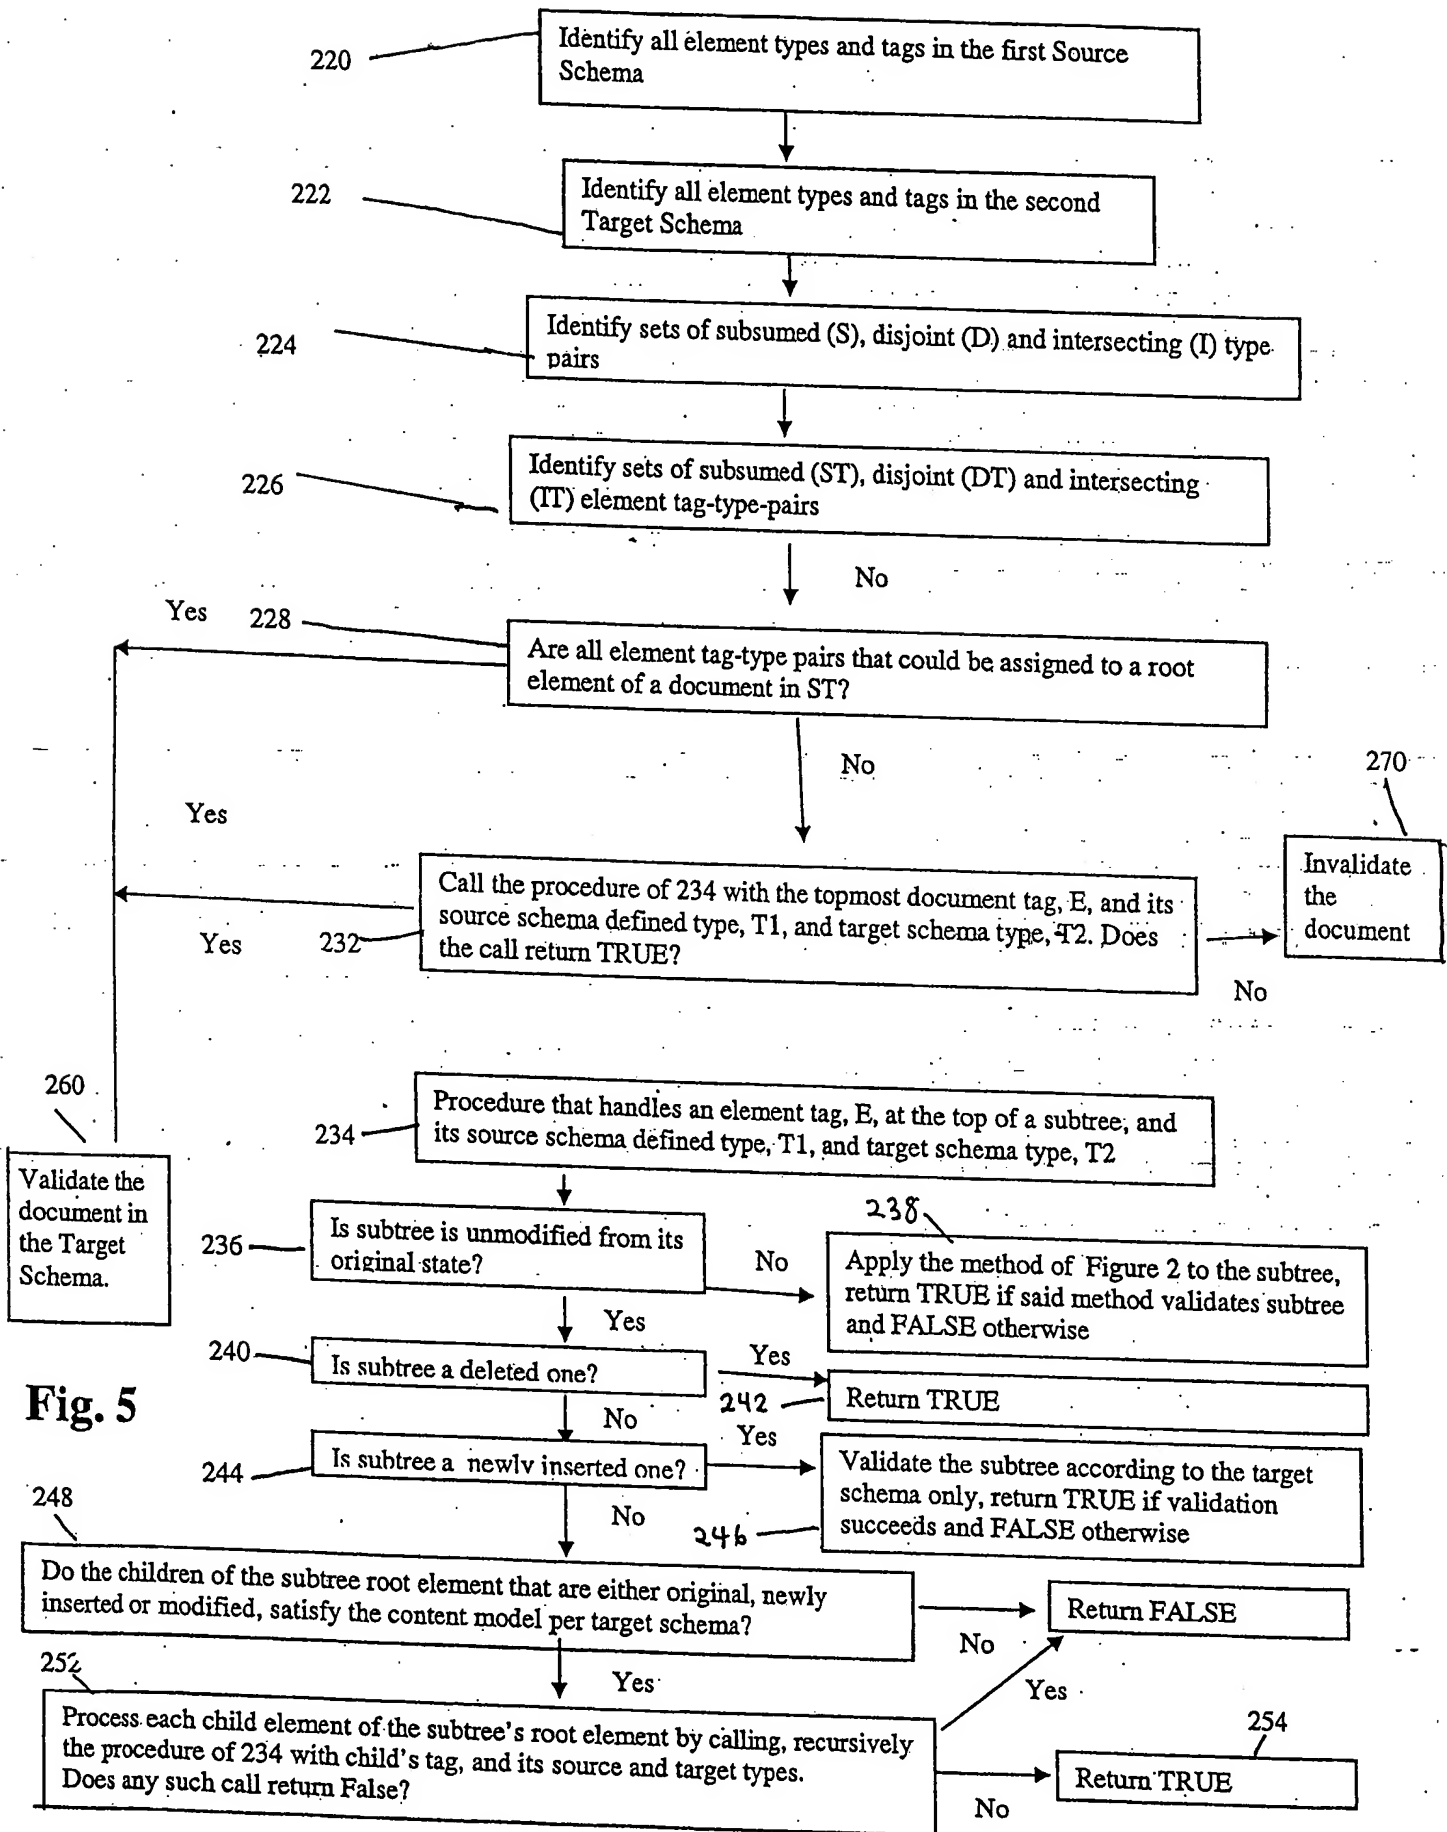 220
Identify all element types and tags in the first Source
Schema
222
Identify all element types and tags in the second
Target Schema
224
Identify sets of subsumed (S), disjoint (D) and intersecting (I) type
pairs
226
Identify sets of subsumed (ST), disjoint (DT) and intersecting
(IT) element tag-type-pairs
No
Yes
228
Are all element tag-type pairs that could be assigned to a root
element of a document in ST?
No
270
Yes
Invalidate
the
document
Call the procedure of 234 with the topmost document tag, E, and its
source schema defined type, T1, and target schema type, T2. Does
the call return TRUE?
Yes
232
No
260
Validate the
document in
the Target
Schema.
234
Procedure that handles an element tag, E, at the top of a subtree, and
its source schema defined type, T1, and target schema type, T2
236
Is subtree is unmodified from its
original state?
No
238
Apply the method of Figure 2 to the subtree,
return TRUE if said method validates subtree
and FALSE otherwise
Yes
240
Is subtree a deleted one?
Yes
242
Return TRUE
Fig. 5
No
244
Is subtree a newly inserted one?
Yes
246
Validate the subtree according to the target
schema only, return TRUE if validation
succeeds and FALSE otherwise
No
248
Do the children of the subtree root element that are either original, newly
inserted or modified, satisfy the content model per target schema?
No
Return FALSE
Yes
252
Process each child element of the subtree's root element by calling, recursively
the procedure of 234 with child's tag, and its source and target types.
Does any such call return False?
Yes
254
Return TRUE
No